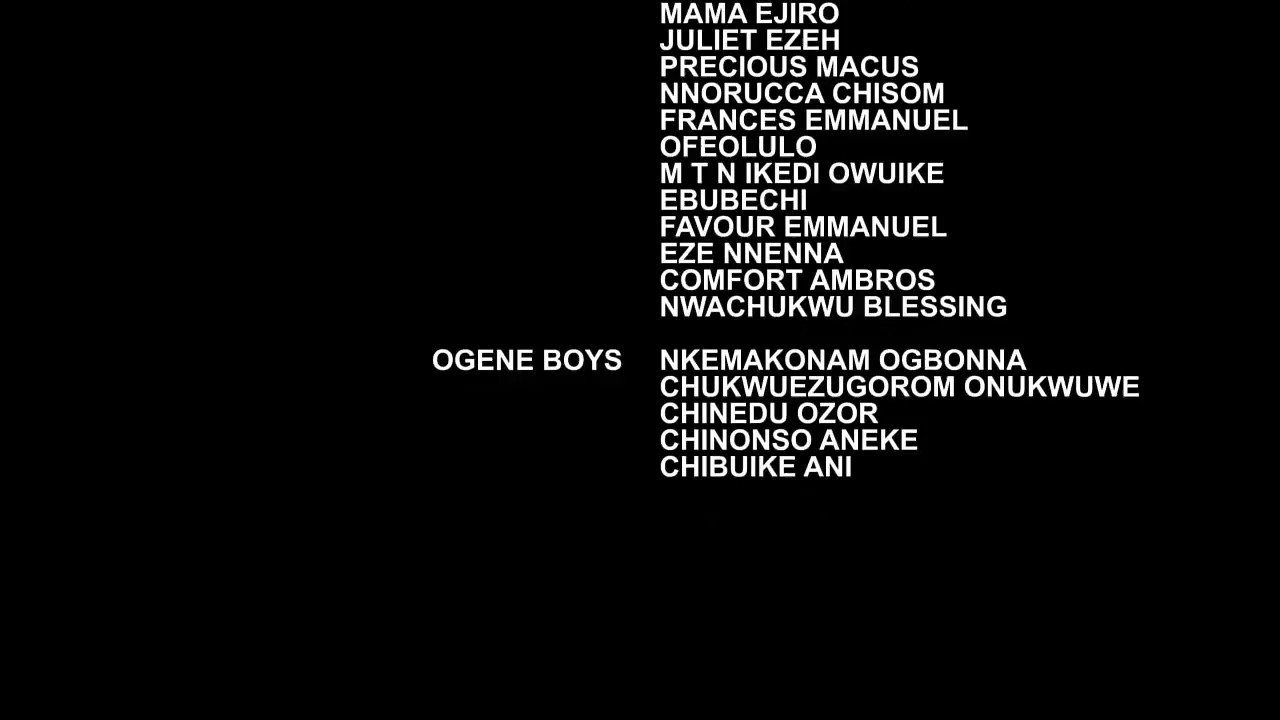 MAMA EJIRO
JULIET EZEH
PRECIOUS MACUS
NNORUCCA CHISOM
FRANCES EMMANUEL
OFEOLULO
M T N IKEDI OWUIKE
EBUBECHI
FAVOUR EMMANUEL
EZE NNENNA
COMFORT AMBROS
NWACHUKWU BLESSING
OGENE BOYS NKEMAKONAM OGBONNA
CHUKWUEZUGOROM ONUKWUWE
CHINEDU OZOR
CHINONSO ANEKE
CHIBUIKE ANI